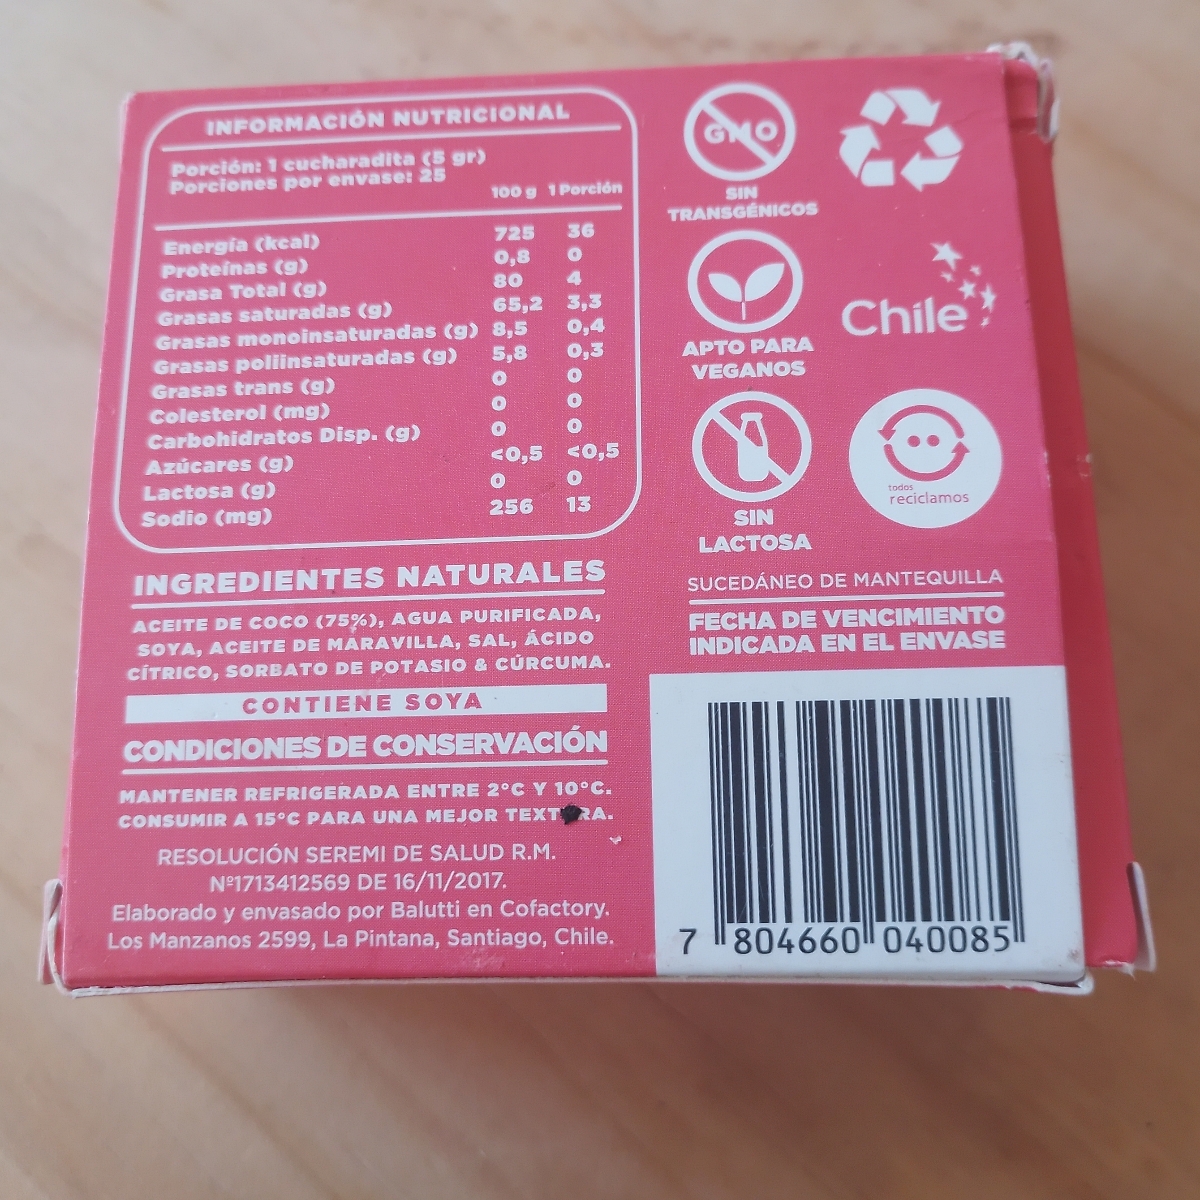 INFORMACIÓN NUTRICIONAL
Porción: 1 cucharadita (5 gr)
Porciones por envase: 25
100 g 1 Porción
Energía (kcal) 725 36
Proteínas (g) 0,8 0
Grasa Total (g) 80 4
Grasas saturadas (g) 65,2 3,3
Grasas monoinsaturadas (g) 8,5 0,4
Grasas poliinsaturadas (g) 5,8 0,3
Grasas trans (g) 0 0
Colesterol (mg) 0 0
Carbohidratos Disp. (g) 0 0
Azúcares (g) <0,5 <0,5
Lactosa (g) 0 0
Sodio (mg) 256 13
INGREDIENTES NATURALES
ACEITE DE COCO (75%), AGUA PURIFICADA,
SOYA, ACEITE DE MARAVILLA, SAL, ÁCIDO
CÍTRICO, SORBATO DE POTASIO & CÚRCUMA.
CONTIENE SOYA
CONDICIONES DE CONSERVACIÓN
MANTENER REFRIGERADA ENTRE 2°C Y 10°C.
CONSUMIR A 15°C PARA UNA MEJOR TEXTURA.
RESOLUCIÓN SEREMI DE SALUD R.M.
Nº1713412569 DE 16/11/2017.
Elaborado y envasado por Balutti en Cofactory.
Los Manzanos 2599, La Pintana, Santiago, Chile.
GMO
SIN
TRANSGÉNICOS
APTO PARA
VEGANOS
SIN
LACTOSA
Chile
todos
reciclamos
SUCEDÁNEO DE MANTEQUILLA
FECHA DE VENCIMIENTO
INDICADA EN EL ENVASE
7 804660 040085